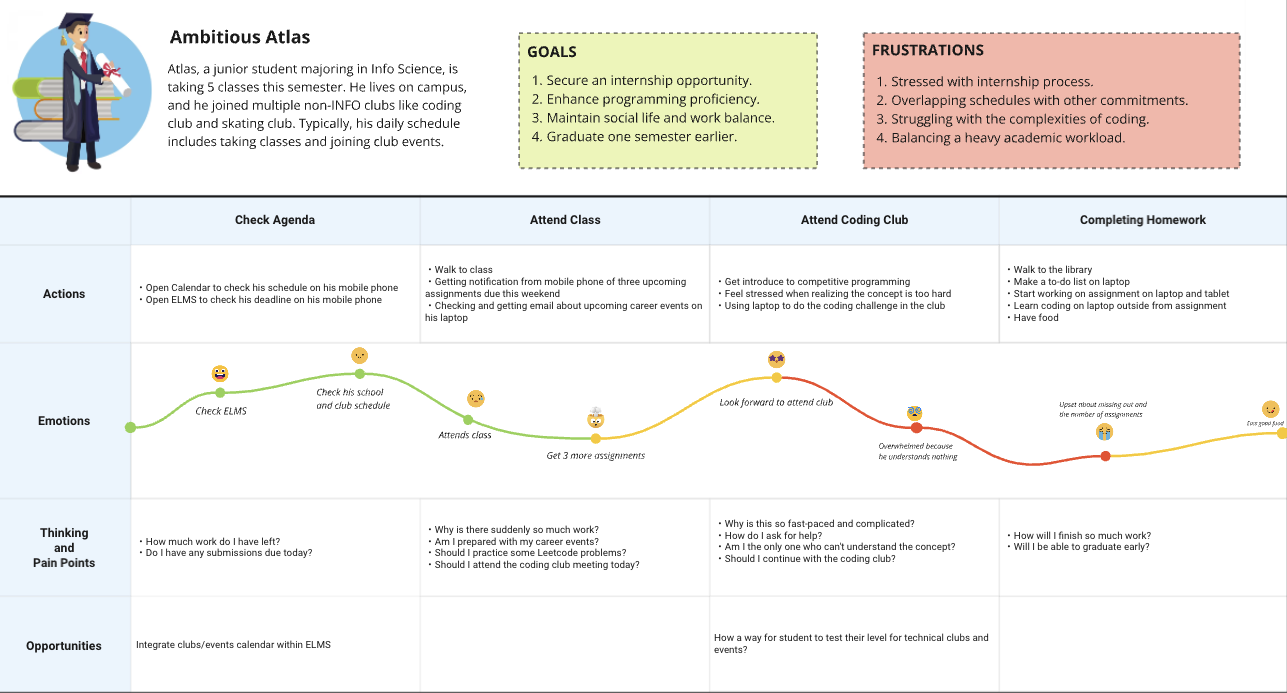 Ambitious Atlas
Atlas, a junior student majoring in Info Science, is
taking 5 classes this semester. He lives on campus,
and he joined multiple non-INFO clubs like coding
club and skating club. Typically, his daily schedule
includes taking classes and joining club events.
GOALS
1. Secure an internship opportunity.
2. Enhance programming proficiency.
3. Maintain social life and work balance.
4. Graduate one semester earlier.
FRUSTRATIONS
1. Stressed with internship process.
2. Overlapping schedules with other commitments.
3. Struggling with the complexities of coding.
4. Balancing a heavy academic workload.
Check Agenda
Attend Class
Attend Coding Club
Completing Homework
Actions
• Open Calendar to check his schedule on his mobile phone
• Open ELMS to check his deadline on his mobile phone
• Walk to class
• Getting notification from mobile phone of three upcoming
assignments due this weekend
• Checking and getting email about upcoming career events on
his laptop
• Get introduce to competitive programming
• Feel stressed when realizing the concept is too hard
• Using laptop to do the coding challenge in the club
• Walk to the library
• Make a to-do list on laptop
• Start working on assignment on laptop and tablet
• Learn coding on laptop outside from assignment
• Have food
Emotions
Check ELMS
Check his school
and club schedule
Attends class
Get 3 more assignments
Look forward to attend club
Overwhelmed because
he understands nothing
Upset about missing out and
the number of assignments
good food
Thinking
and
Pain Points
• How much work do I have left?
• Do I have any submissions due today?
• Why is there suddenly so much work?
• Am I prepared with my career events?
• Should I practice some Leetcode problems?
• Should I attend the coding club meeting today?
• Why is this so fast-paced and complicated?
• How do I ask for help?
• Am I the only one who can't understand the concept?
• Should I continue with the coding club?
• How will I finish so much work?
• Will I be able to graduate early?
Opportunities
Integrate clubs/events calendar within ELMS
How a way for student to test their level for technical clubs and
events?